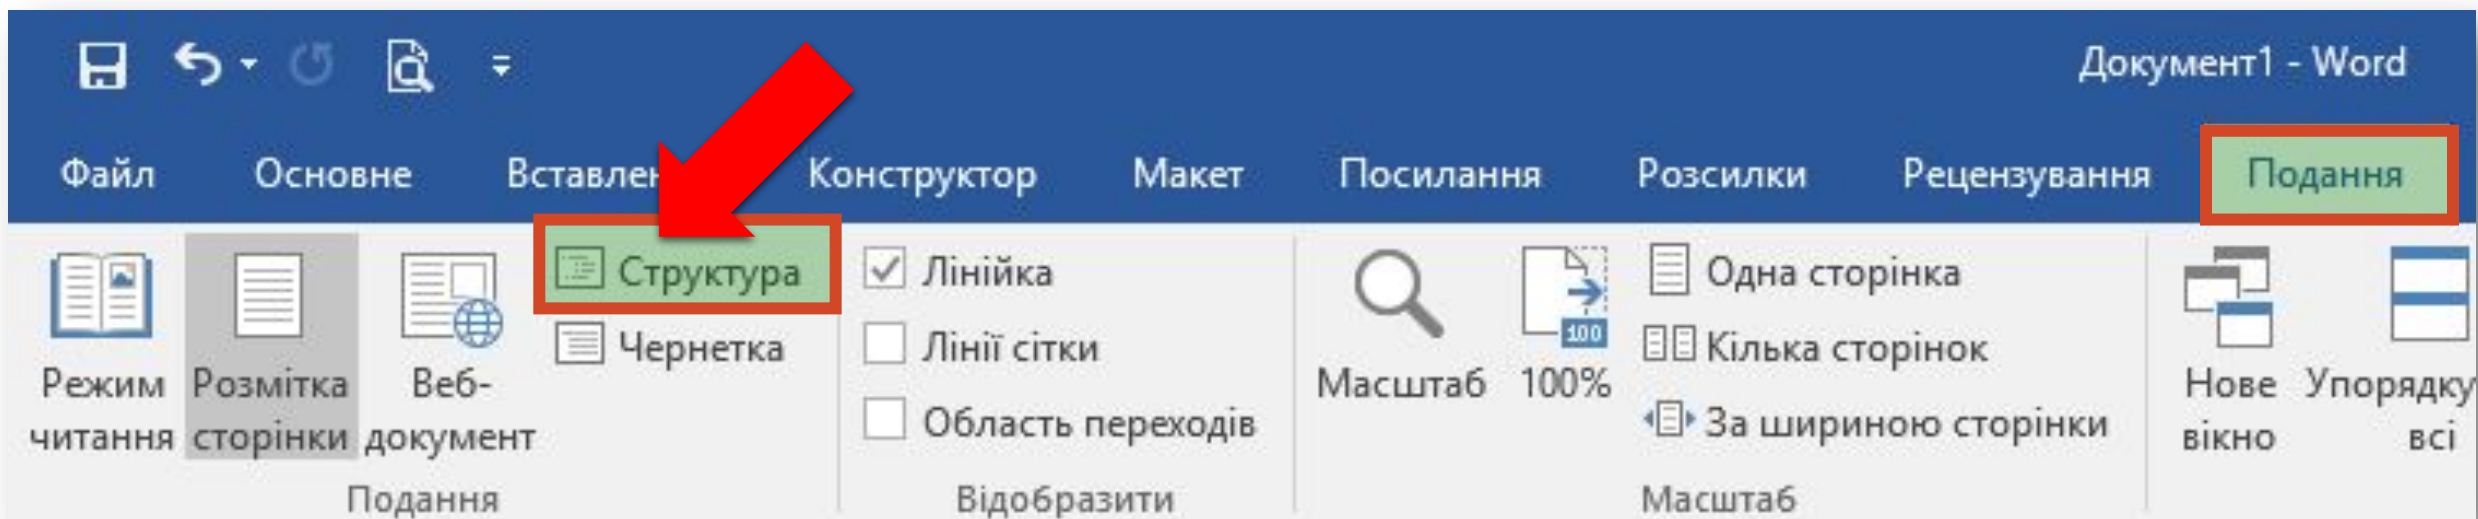 Документ1 - Word
Файл Основне Конструктор Макет Посилання Розсилки Рецензування Подання
Структура Лінійка Одна сторінка
Чернетка Лінії сітки Кілька сторінок
Режим читання Розмітка сторінки Веб-документ Область переходів Масштаб 100% За шириною сторінки Нове вікно всі
100
Подання Відобразити Масштаб